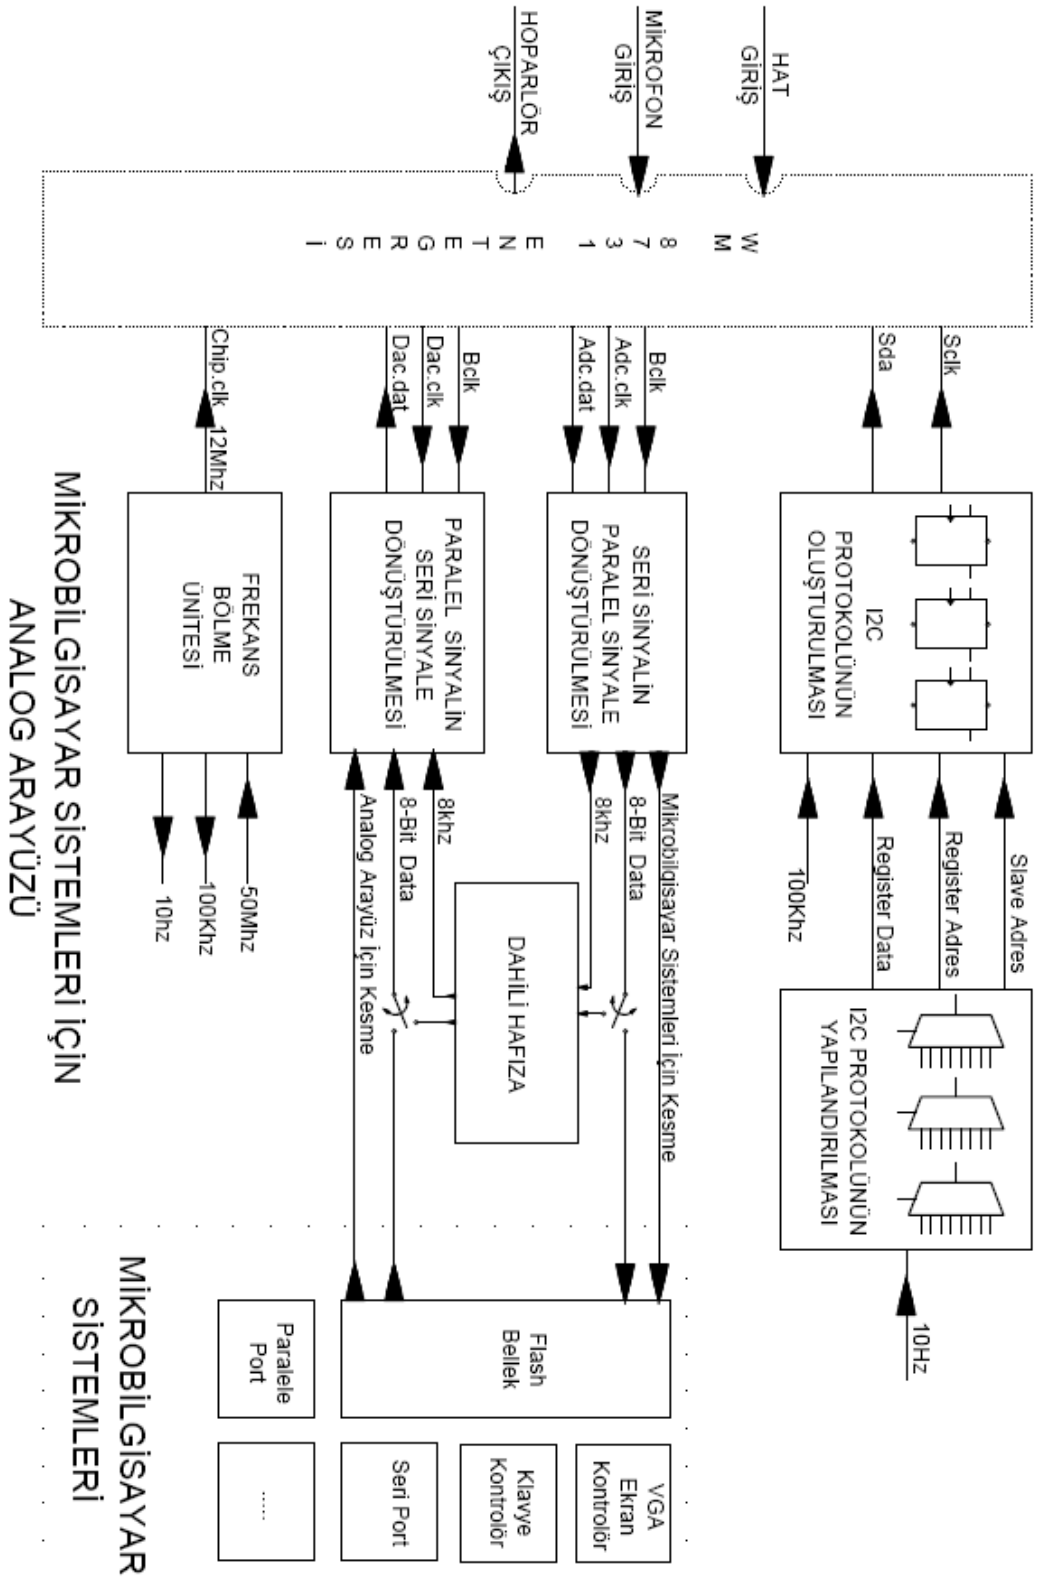 HAT
GİRİŞ
MİKROFON
GİRİŞ
HOPARLÖR
ÇIKIŞ
W M 8 7 3 1 E N T E G R E S İ
Sclk
Sda
Bclk
Adc.clk
Adc.dat
Bclk
Dac.clk
Dac.dat
Chip.clk 12Mhz
I2C
PROTOKOLÜNÜN
OLUŞTURULMASI
SERİ SİNYALİN
PARALEL SİNYALE
DÖNÜŞTÜRÜLMESİ
PARALEL SİNYALİN
SERİ SİNYALE
DÖNÜŞTÜRÜLMESİ
FREKANS
BÖLME
ÜNİTESİ
Slave Adres
Register Adres
Register Data
100Khz
Mikrobilgisayar Sistemleri İçin Kesme
8-Bit Data
8khz
8khz
8-Bit Data
Analog Arayüz İçin Kesme
50Mhz
100Khz
10hz
I2C PROTOKOLÜNÜN
YAPILANDIRILMASI
10Hz
DAHİLİ HAFIZA
Flash
Bellek
Paralele
Port
VGA
Ekran
Kontrolör
Klavye
Kontrolör
Seri Port
.....
MİKROBİLGİSAYAR SİSTEMLERİ İÇİN
ANALOG ARAYÜZÜ
MİKROBİLGİSAYAR
SİSTEMLERİ